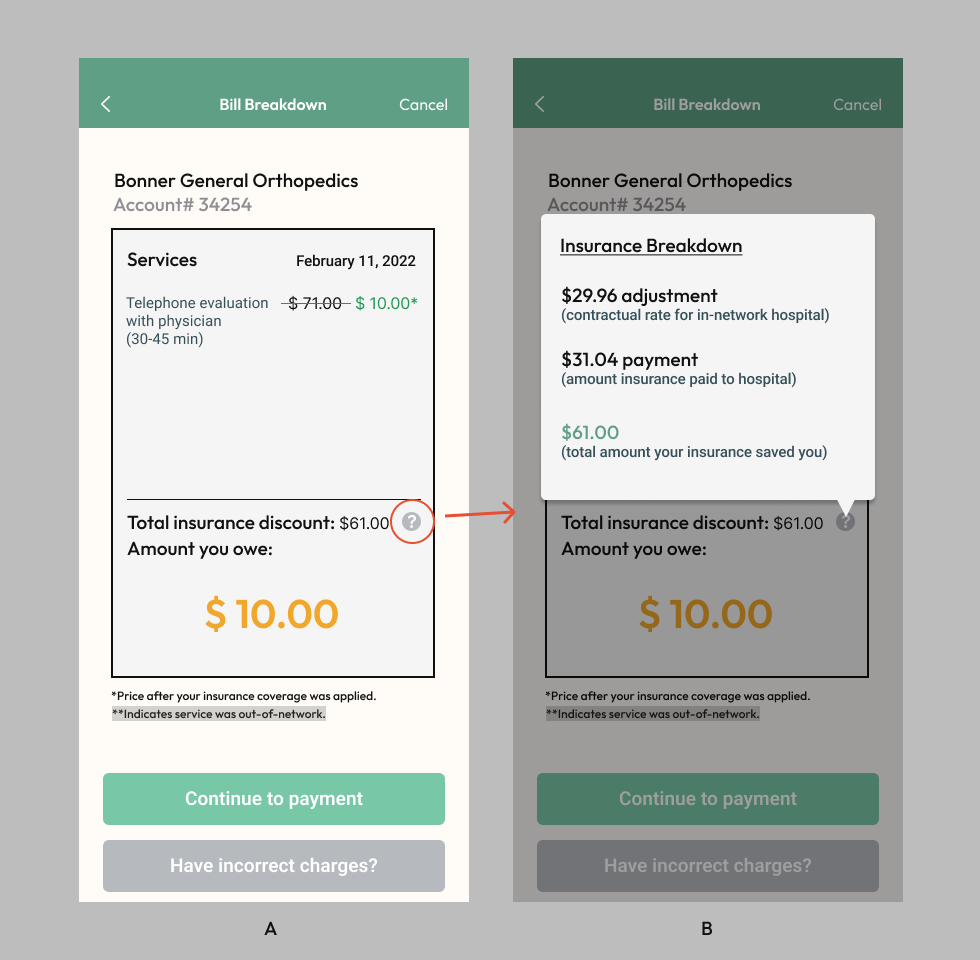 Bill Breakdown
Cancel
Bonner General Orthopedics
Account# 34254
Services
February 11, 2022
Telephone evaluation
with physician
(30-45 min)
$ 71.00 $ 10.00*
Total insurance discount: $61.00 ?
Amount you owe:
$ 10.00
*Price after your insurance coverage was applied.
**Indicates service was out-of-network.
Continue to payment
Have incorrect charges?
A
Bill Breakdown
Cancel
Bonner General Orthopedics
Account# 34254
Insurance Breakdown
$29.96 adjustment
(contractual rate for in-network hospital)
$31.04 payment
(amount insurance paid to hospital)
$61.00
(total amount your insurance saved you)
Total insurance discount: $61.00 ?
Amount you owe:
$ 10.00
*Price after your insurance coverage was applied.
**Indicates service was out-of-network.
Continue to payment
Have incorrect charges?
B